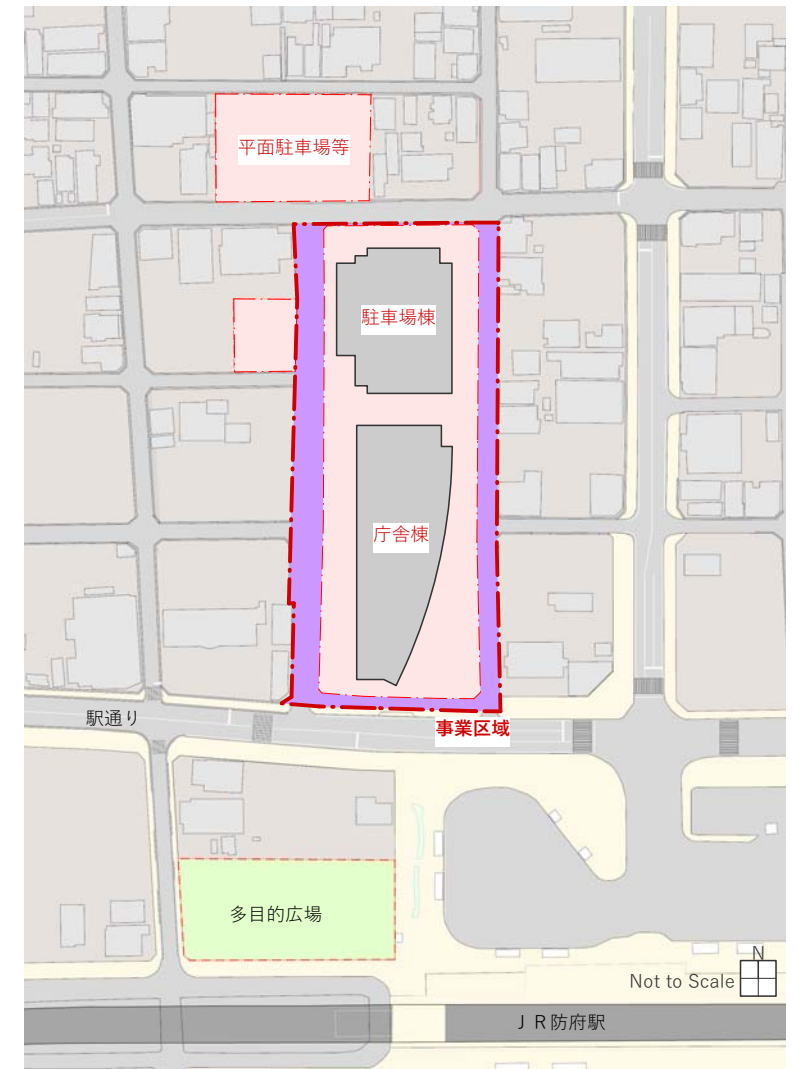 平面駐車場等
駐車場棟
庁舎棟
駅通り
事業区域
多目的広場
N
Not to Scale
ＪＲ防府駅